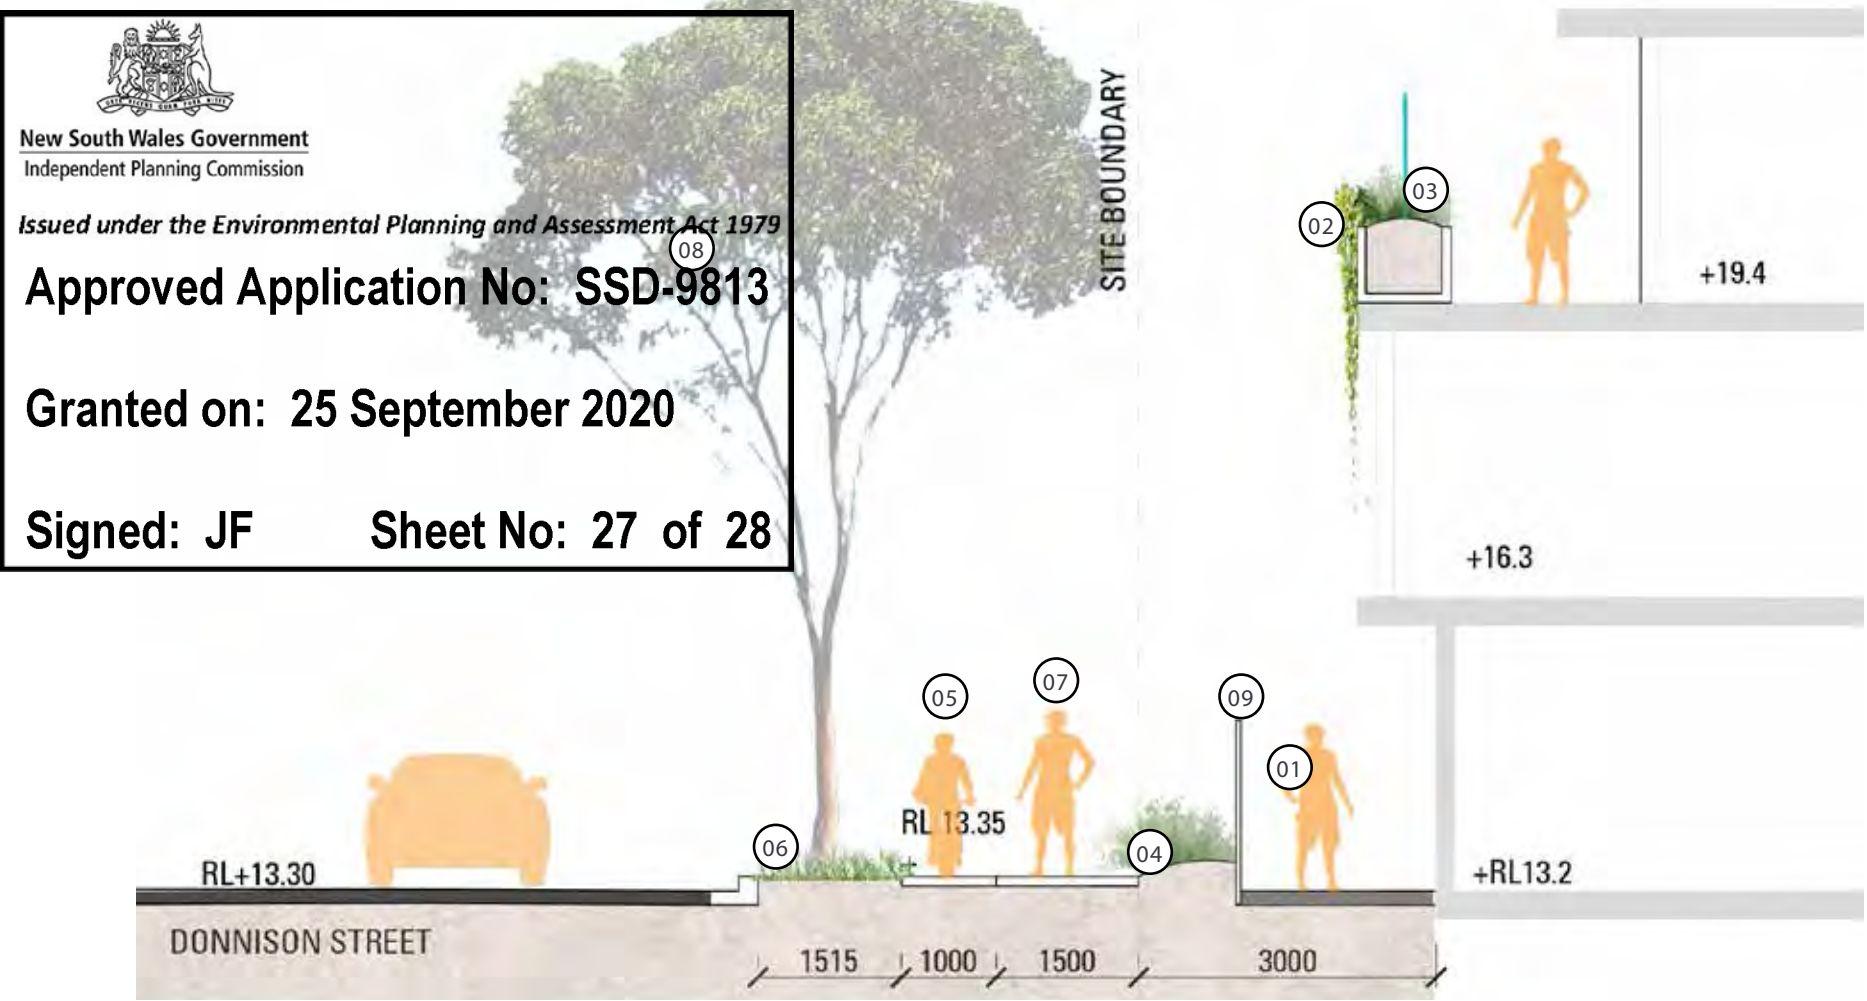 New South Wales Government
Independent Planning Commission
Issued under the Environmental Planning and Assessment Act 1979
08
Approved Application No: SSD-9813
Granted on: 25 September 2020
Signed: JF Sheet No: 27 of 28
SITE BOUNDARY
03
02
+19.4
+16.3
05
07
09
01
RL 13.35
06
04
RL+13.30
+RL13.2
DONNISON STREET
1515
1000
1500
3000